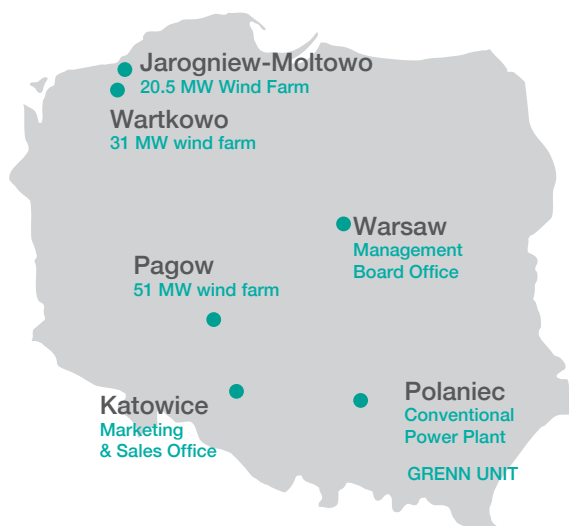 Jarogniew-Moltowo
20.5 MW Wind Farm
Wartkowo
31 MW wind farm
Warsaw
Management
Board Office
Pagow
51 MW wind farm
Katowice
Marketing
& Sales Office
Polaniec
Conventional
Power Plant
GRENN UNIT